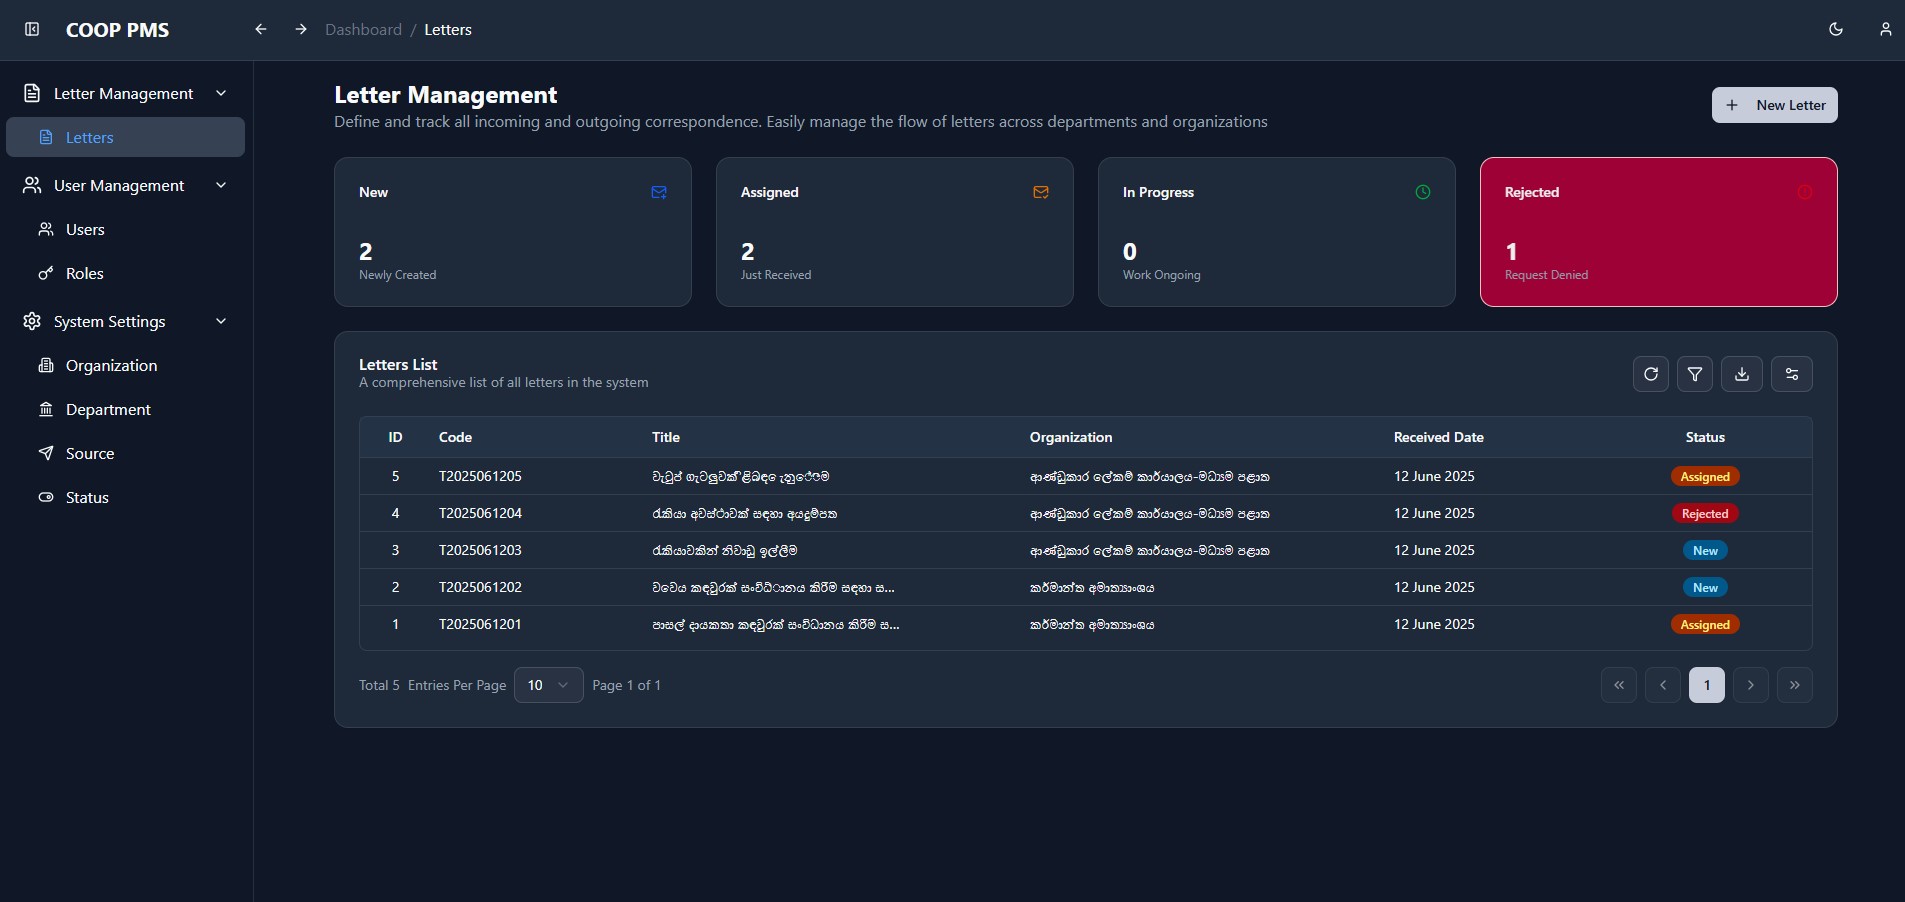 COOP PMS
Dashboard / Letters
Letter Management
Letters
User Management
Users
Roles
System Settings
Organization
Department
Source
Status
Letter Management
Define and track all incoming and outgoing correspondence. Easily manage the flow of letters across departments and organizations
+ New Letter
New
2
Newly Created
Assigned
2
Just Received
In Progress
0
Work Ongoing
Rejected
1
Request Denied
Letters List
A comprehensive list of all letters in the system
ID Code Title Organization Received Date Status
5 T2025061205 වැටුප් ගැටලුවක් ආණ්ඩුකාර ලේකම් කාර්යාලය-මධ්‍යම පළාත 12 June 2025 Assigned
4 T2025061204 රැකියා අවස්ථාවක් සඳහා අයදුම්පත ආණ්ඩුකාර ලේකම් කාර්යාලය-මධ්‍යම පළාත 12 June 2025 Rejected
3 T2025061203 රැකියාවකින් නිවාඩු ඉල්ලීම ආණ්ඩුකාර ලේකම් කාර්යාලය-මධ්‍යම පළාත 12 June 2025 New
2 T2025061202 කඳවුරක් කිරීම සඳහා ස... කර්මාන්ත අමාත්‍යාංශය 12 June 2025 New
1 T2025061201 පාසල් දායකතා කඳවුරක් සංවිධානය කිරීම ස... කර්මාන්ත අමාත්‍යාංශය 12 June 2025 Assigned
Total 5 Entries Per Page 10 Page 1 of 1
« ‹ 1 › »